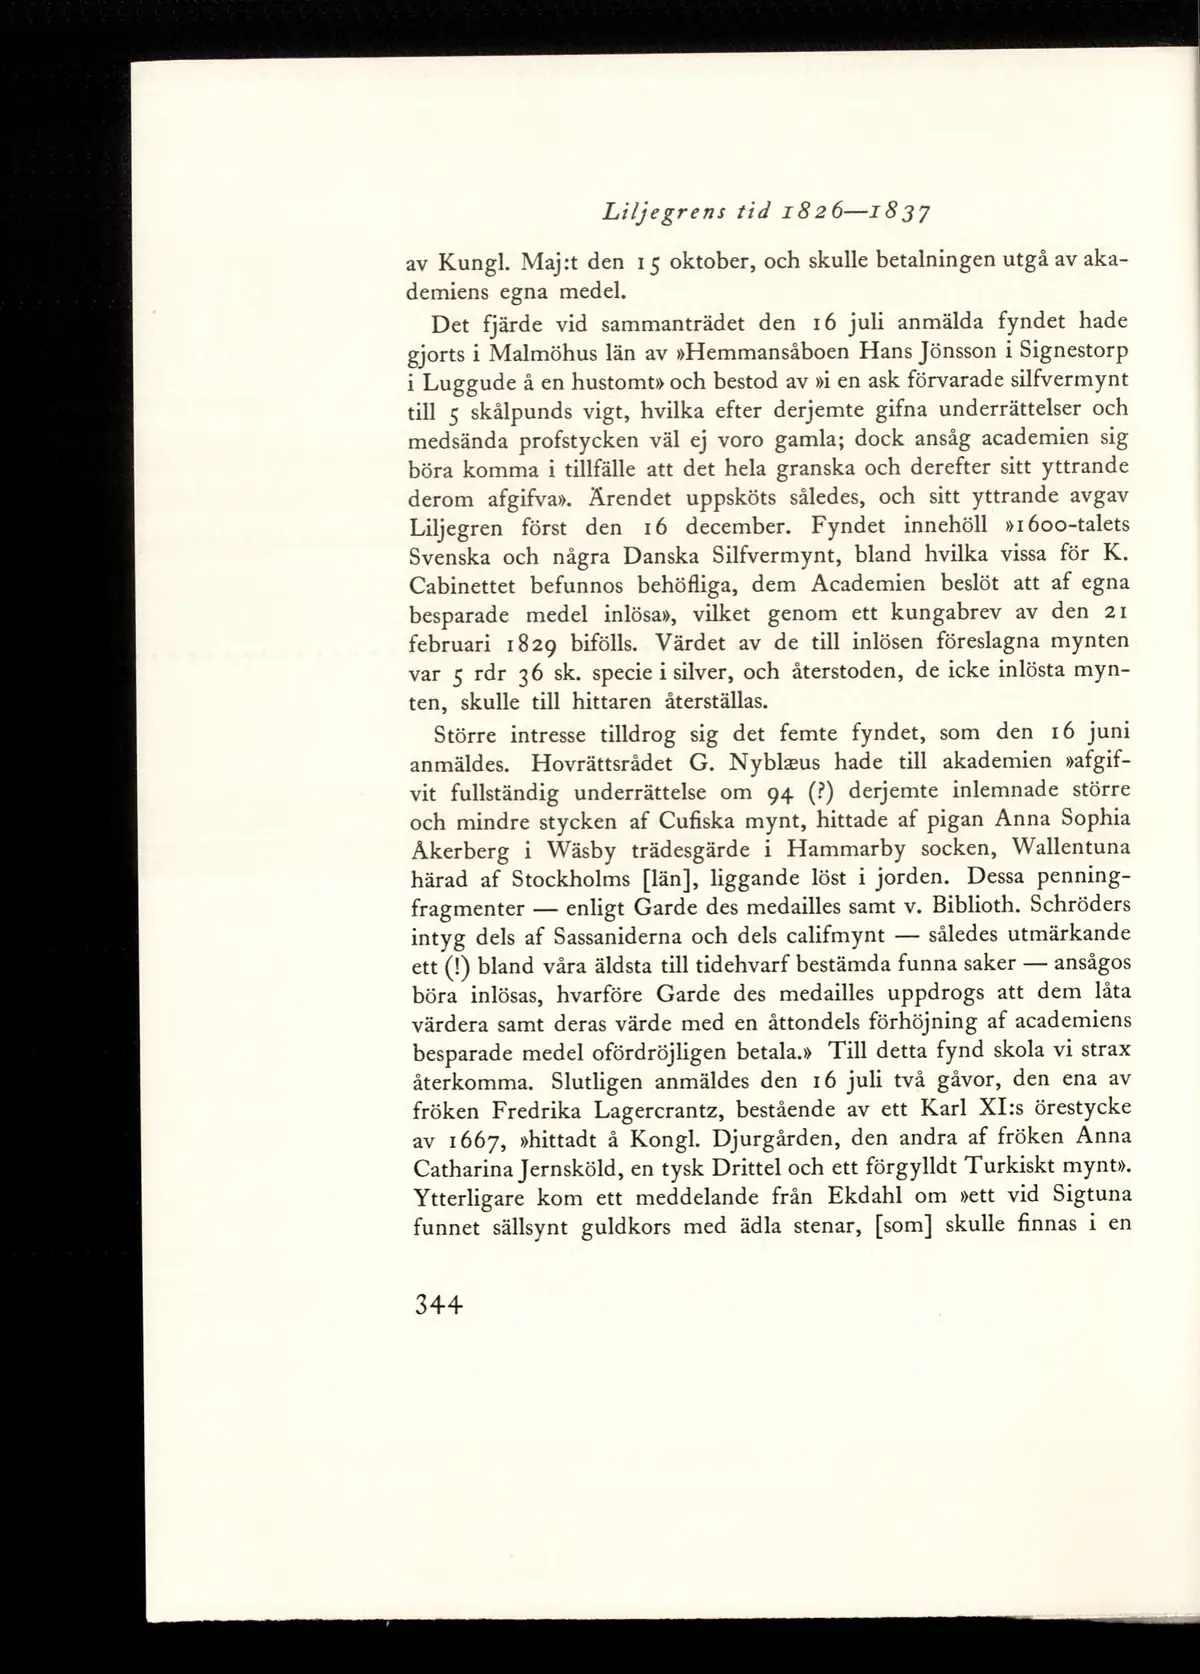 Liljegrens tid 1826—1837
av Kungl. Maj:t den 15 oktober, och skulle betalningen utgå av aka-
demiens egna medel.
Det fjärde vid sammanträdet den 16 juli anmälda fyndet hade
gjorts i Malmöhus län av »Hemmansåboen Hans Jönsson i Signestorp
i Luggude å en hustomt» och bestod av »i en ask förvarade silfvermynt
till 5 skålpunds vigt, hvilka efter derjemte gifna underrättelser och
medsända profstycken väl ej voro gamla; dock ansåg academien sig
böra komma i tillfälle att det hela granska och derefter sitt yttrande
derom afgifva». Ärendet uppsköts således, och sitt yttrande avgav
Liljegren först den 16 december. Fyndet innehöll »1600-talets
Svenska och några Danska Silfvermynt, bland hvilka vissa för K.
Cabinettet befunnos behöfliga, dem Academien beslöt att af egna
besparade medel inlösa», vilket genom ett kungabrev av den 21
februari 1829 bifölls. Värdet av de till inlösen föreslagna mynten
var 5 rdr 36 sk. specie i silver, och återstoden, de icke inlösta myn-
ten, skulle till hittaren återställas.
Större intresse tilldrog sig det femte fyndet, som den 16 juni
anmäldes. Hovrättsrådet G. Nyblæus hade till akademien »afgif-
vit fullständig underrättelse om 94 (?) derjemte inlemnade större
och mindre stycken af Cufiska mynt, hittade af pigan Anna Sophia
Åkerberg i Wäsby trädesgärde i Hammarby socken, Wallentuna
härad af Stockholms [län], liggande löst i jorden. Dessa penning-
fragmenter — enligt Garde des medailles samt v. Biblioth. Schröders
intyg dels af Sassaniderna och dels califmynt — således utmärkande
ett (!) bland våra äldsta till tidehvarf bestämda funna saker — ansågos
böra inlösas, hvarföre Garde des medailles uppdrogs att dem låta
värdera samt deras värde med en åttondels förhöjning af academiens
besparade medel ofördröjligen betala.» Till detta fynd skola vi strax
återkomma. Slutligen anmäldes den 16 juli två gåvor, den ena av
fröken Fredrika Lagercrantz, bestående av ett Karl XI:s örestycke
av 1667, »hittadt å Kongl. Djurgården, den andra af fröken Anna
Catharina Jernsköld, en tysk Drittel och ett förgylldt Turkiskt mynt».
Ytterligare kom ett meddelande från Ekdahl om »ett vid Sigtuna
funnet sällsynt guldkors med ädla stenar, [som] skulle finnas i en
344